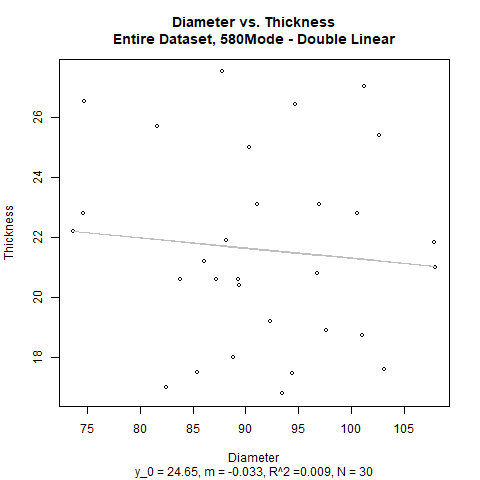 Diameter vs. Thickness
Entire Dataset, 580Mode - Double Linear
Thickness
26
24
22
20
18
75 80 85 90 95 100 105
Diameter
y_0 = 24.65, m = -0.033, R^2 =0.009, N = 30